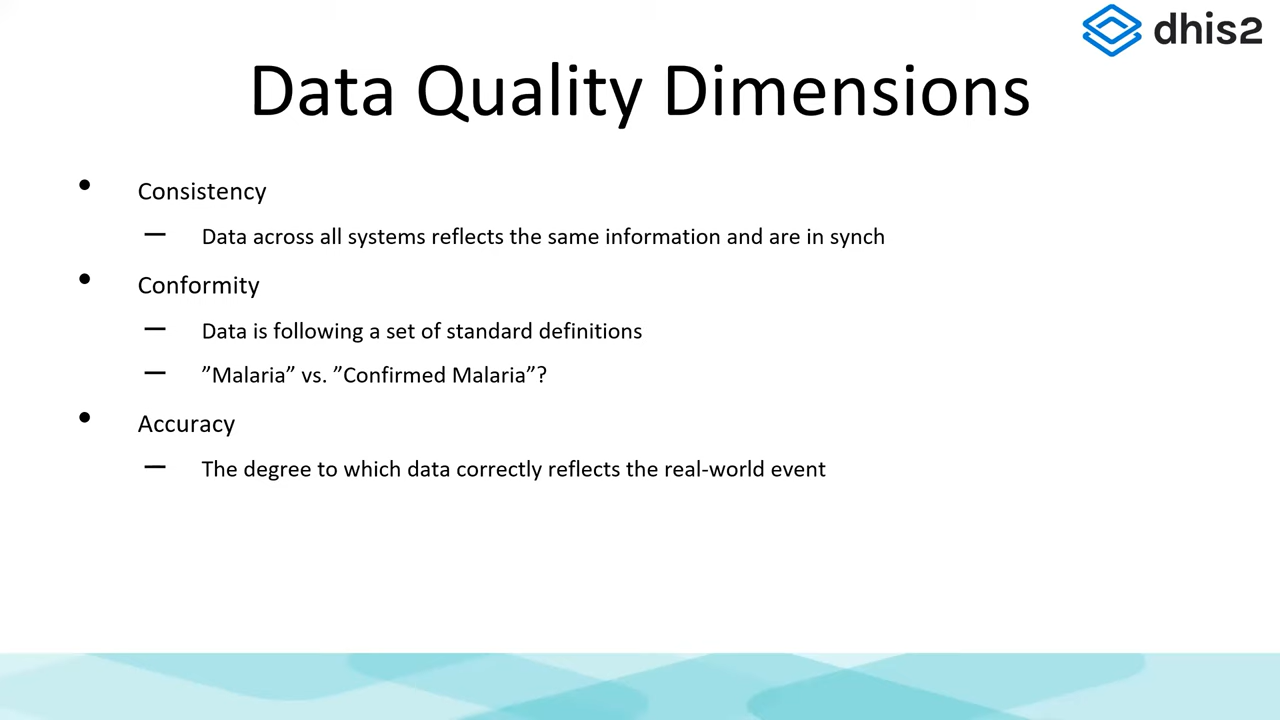 dhis2
Data Quality Dimensions
• Consistency
— Data across all systems reflects the same information and are in synch
• Conformity
— Data is following a set of standard definitions
— ”Malaria” vs. ”Confirmed Malaria”?
• Accuracy
— The degree to which data correctly reflects the real-world event